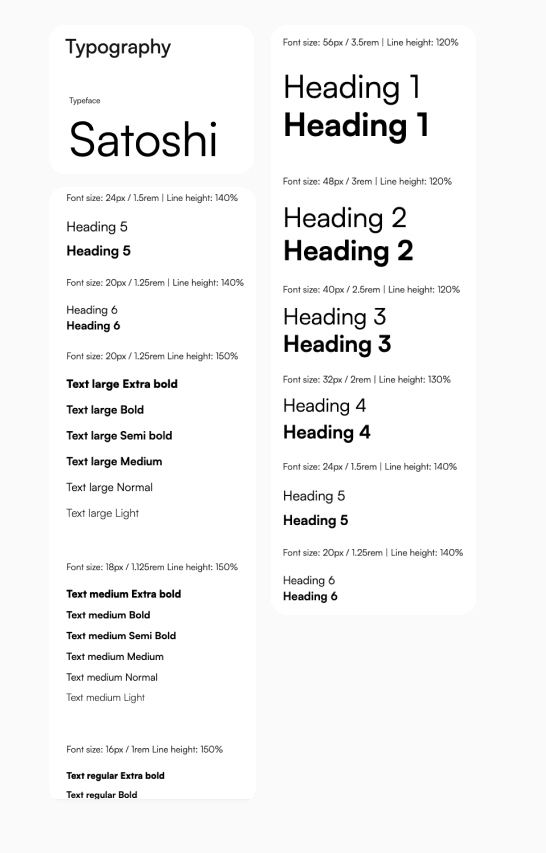 Typography
Typeface
Satoshi
Font size: 24px / 1.5rem | Line height: 140%
Heading 5
Heading 5
Font size: 20px / 1.25rem | Line height: 140%
Heading 6
Heading 6
Font size: 20px / 1.25rem Line height: 150%
Text large Extra bold
Text large Bold
Text large Semi bold
Text large Medium
Text large Normal
Text large Light
Font size: 18px / 1.125rem Line height: 150%
Text medium Extra bold
Text medium Bold
Text medium Semi Bold
Text medium Medium
Text medium Normal
Text medium Light
Font size: 16px / 1rem Line height: 150%
Text regular Extra bold
Text regular Bold
Font size: 56px / 3.5rem | Line height: 120%
Heading 1
Heading 1
Font size: 48px / 3rem | Line height: 120%
Heading 2
Heading 2
Font size: 40px / 2.5rem | Line height: 120%
Heading 3
Heading 3
Font size: 32px / 2rem | Line height: 130%
Heading 4
Heading 4
Font size: 24px / 1.5rem | Line height: 140%
Heading 5
Heading 5
Font size: 20px / 1.25rem | Line height: 140%
Heading 6
Heading 6